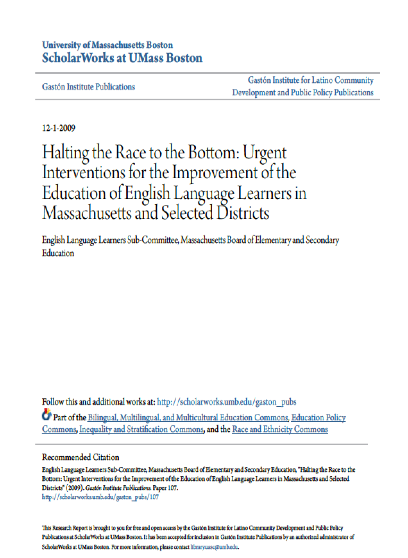 University of Massachusetts Boston
ScholarWorks at UMass Boston
Gastón Institute Publications
Gastón Institute for Latino Community
Development and Public Policy Publications
12-1-2009
Halting the Race to the Bottom: Urgent
Interventions for the Improvement of the
Education of English Language Learners in
Massachusetts and Selected Districts
English Language Learners Sub-Committee, Massachusetts Board of Elementary and Secondary
Education
Follow this and additional works at: http://scholarworks.umb.edu/gaston_pubs
Part of the Bilingual, Multilingual, and Multicultural Education Commons, Education Policy
Commons, Inequality and Stratification Commons, and the Race and Ethnicity Commons
Recommended Citation
English Language Learners Sub-Committee, Massachusetts Board of Elementary and Secondary Education, "Halting the Race to the
Bottom: Urgent Interventions for the Improvement of the Education of English Language Learners in Massachusetts and Selected
Districts" (2009). Gastón Institute Publications. Paper 107.
http://scholarworks.umb.edu/gaston_pubs/107
This Research Report is brought to you for free and open access by the Gastón Institute for Latino Community Development and Public Policy
Publications at ScholarWorks at UMass Boston. It has been accepted for inclusion in Gastón Institute Publications by an authorized administrator of
ScholarWorks at UMass Boston. For more information, please contact library.uasc@umb.edu.